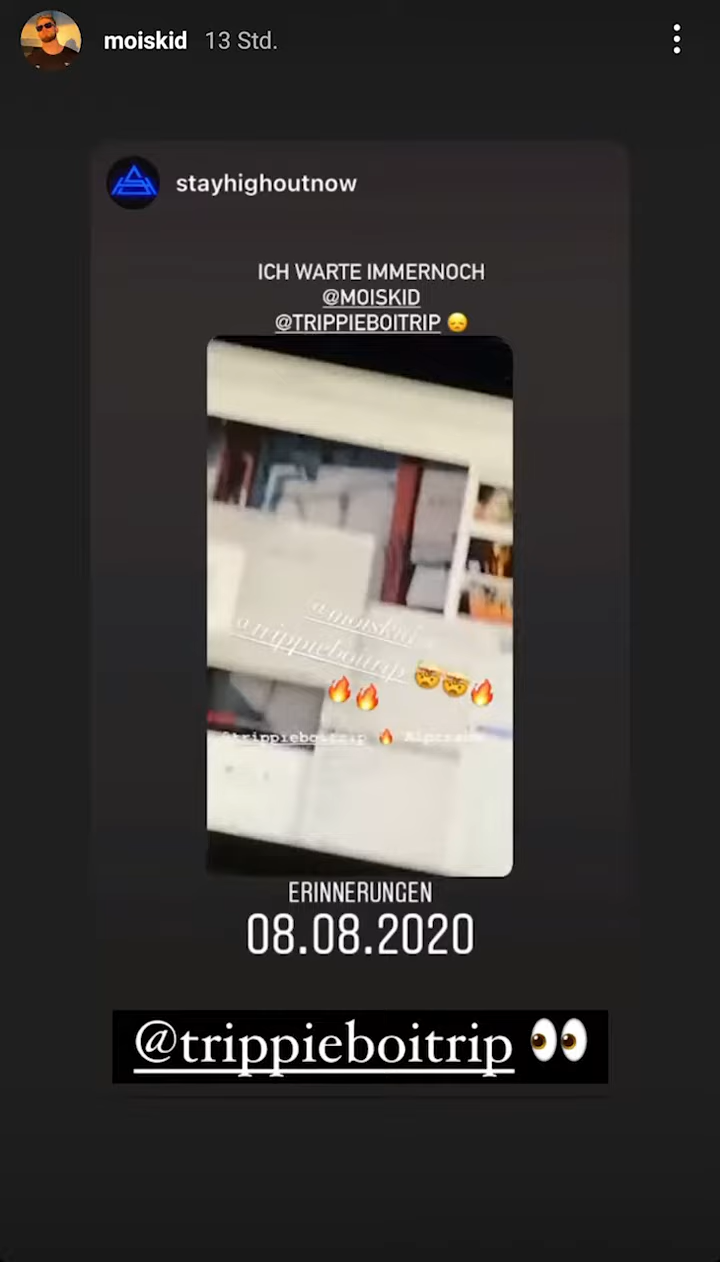 moiskid 13 Std.
stayhighoutnow
ICH WARTE IMMERNOCH
@MOISKID
@TRIPPIEBOITRIP 😞
@moiskid
@trippieboitrip
@trippieboitrip 🔥
ERINNERUNGEN
08.08.2020
@trippieboitrip 👀